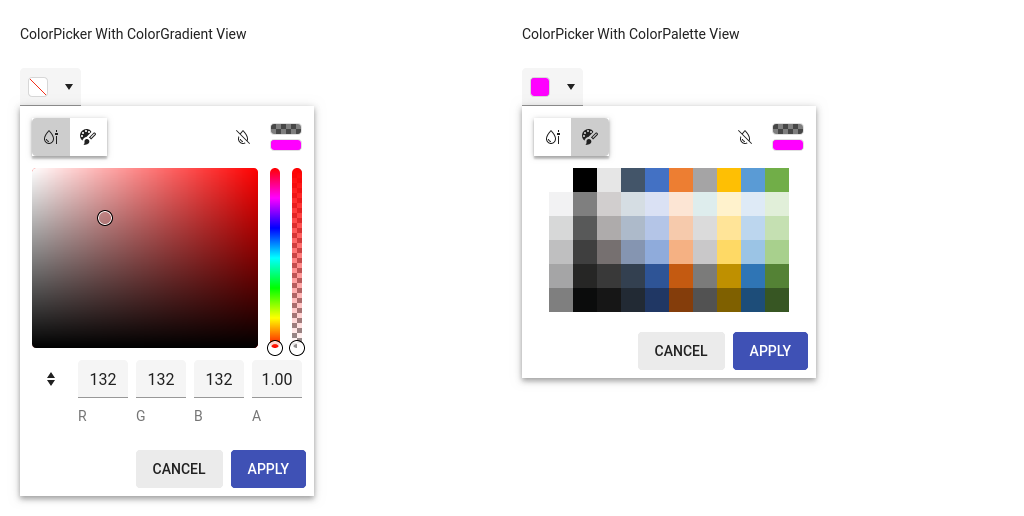 ColorPicker With ColorGradient View
132 132 132 1.00
R G B A
CANCEL APPLY
ColorPicker With ColorPalette View
CANCEL APPLY